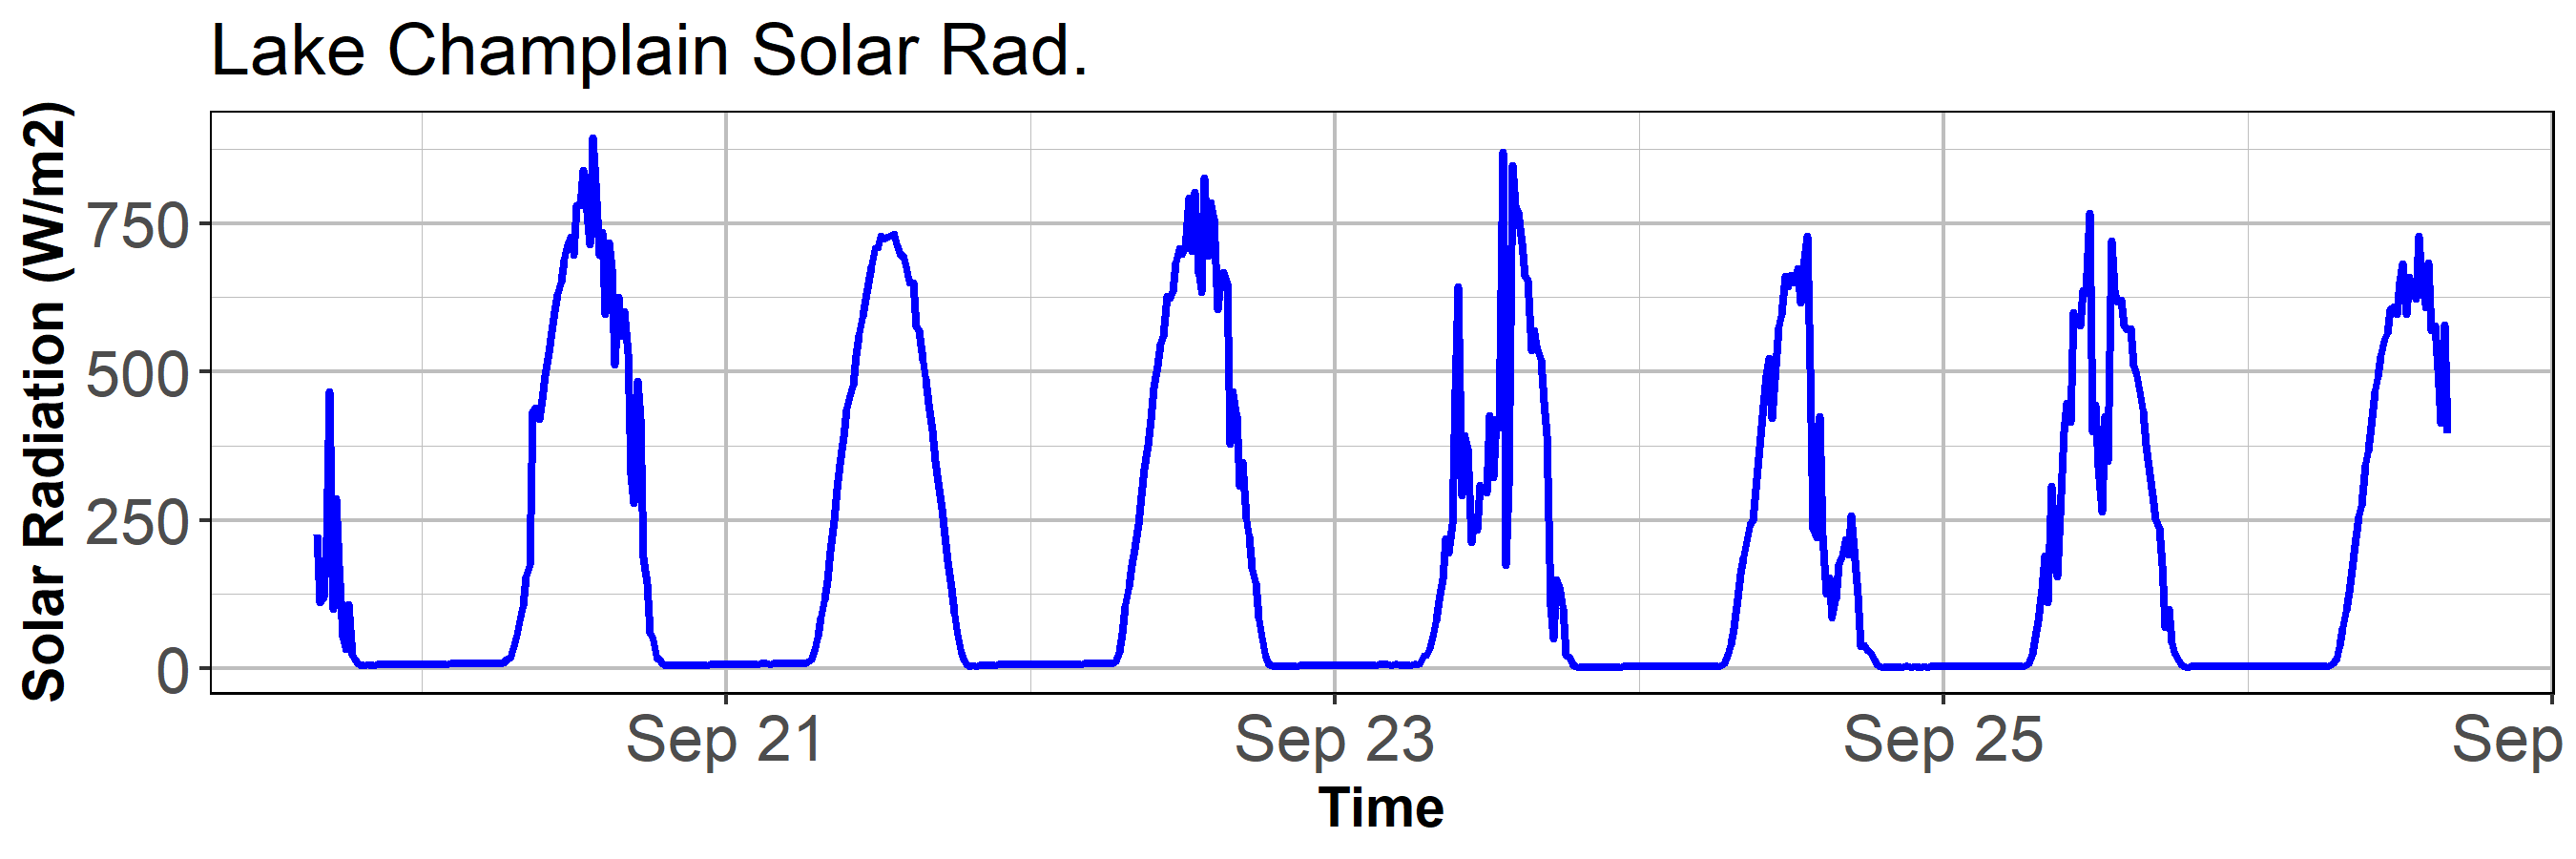 Lake Champlain Solar Rad.
Solar Radiation (W/m2)
750
500
250
0
Sep 21 Sep 23 Sep 25 Sep
Time